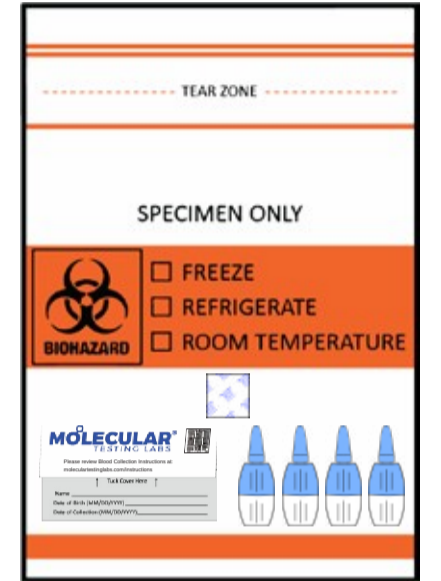 TEAR ZONE
SPECIMEN ONLY
FREEZE
REFRIGERATE
ROOM TEMPERATURE
BIOHAZARD
MOLECULAR®
TESTING LABS
Please review Blood Collection Instructions at
moleculartestinglabs.com/instructions
↑ Tuck Cover Here ↑
Name
Date of Birth (MM/DD/YYYY)
Date of Collection (MM/DD/YYYY)